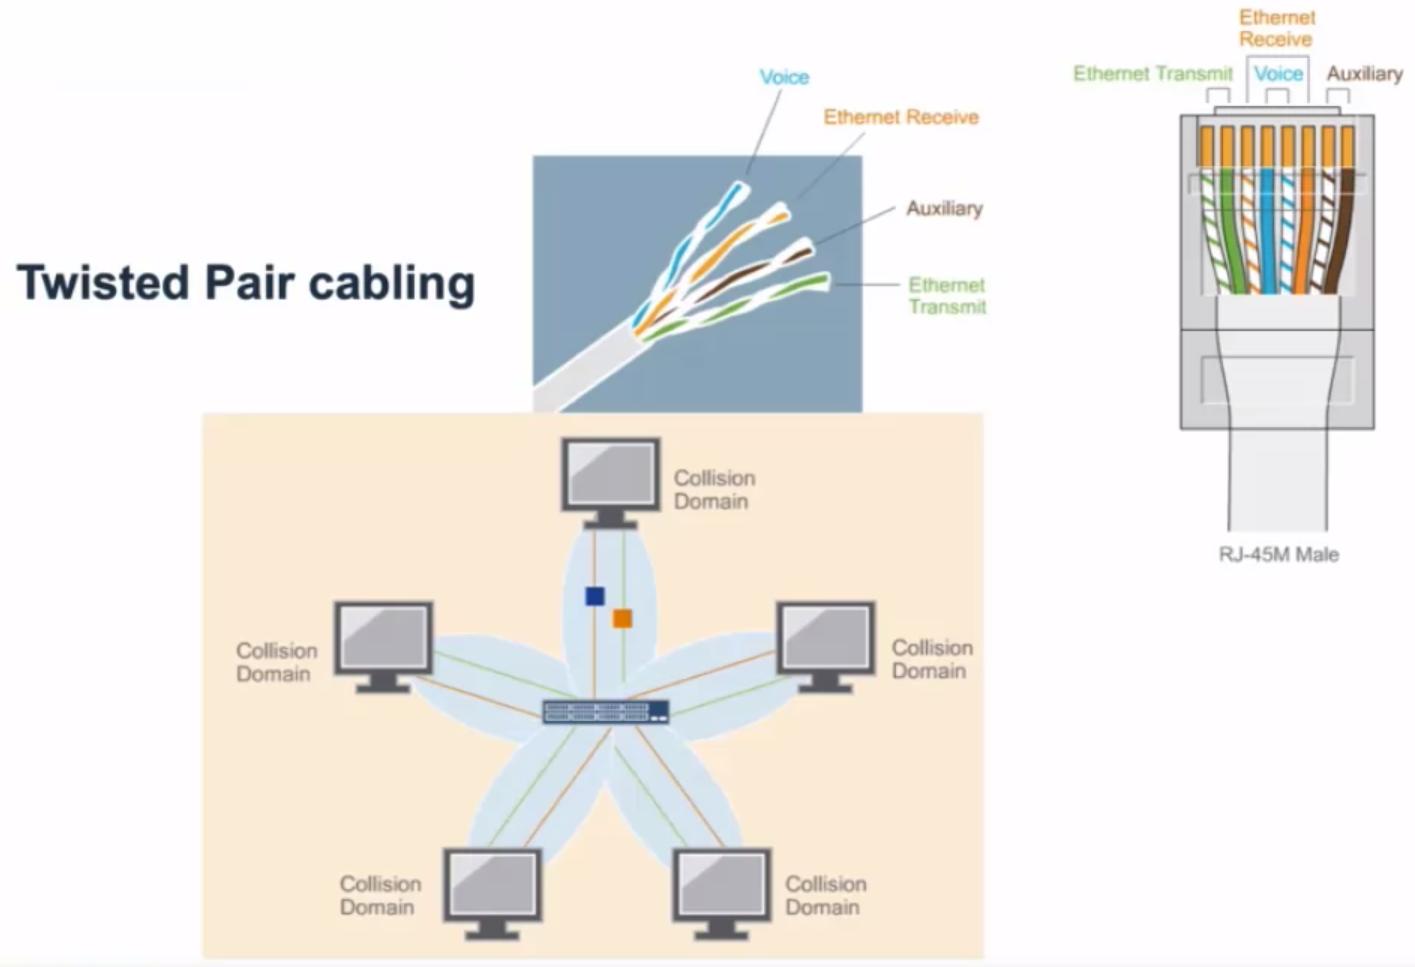 Ethernet
Receive
Ethernet Transmit
Voice
Auxiliary
Voice
Ethernet Receive
Auxiliary
Ethernet
Transmit
Twisted Pair cabling
RJ-45M Male
Collision
Domain
Collision
Domain
Collision
Domain
Collision
Domain
Collision
Domain